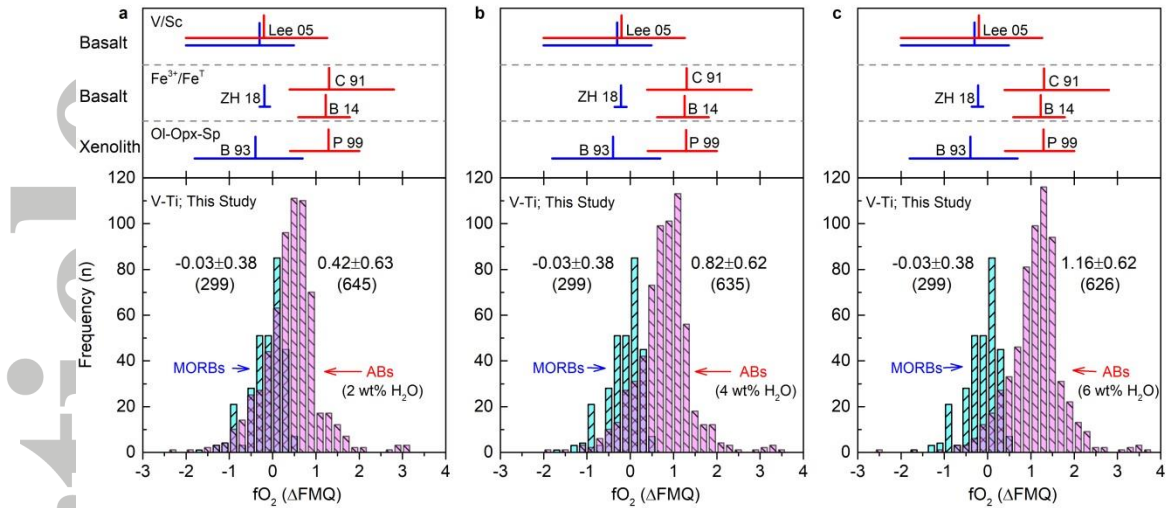 a
V/Sc
Lee 05
Basalt
Fe³⁺/Feᵀ
C 91
ZH 18
Basalt
B 14
Ol-Opx-Sp
P 99
Xenolith
B 93
V-Ti; This Study
-0.03±0.38
(299)
0.42±0.63
(645)
MORBs
ABs
(2 wt% H₂O)
Frequency (n)
120
100
80
60
40
20
0
-3 -2 -1 0 1 2 3 4
fO₂ (ΔFMQ)
b
Lee 05
C 91
ZH 18
B 14
P 99
B 93
V-Ti; This Study
-0.03±0.38
(299)
0.82±0.62
(635)
MORBs
ABs
(4 wt% H₂O)
120
100
80
60
40
20
0
-3 -2 -1 0 1 2 3 4
fO₂ (ΔFMQ)
c
Lee 05
C 91
ZH 18
B 14
P 99
B 93
V-Ti; This Study
-0.03±0.38
(299)
1.16±0.62
(626)
MORBs
ABs
(6 wt% H₂O)
120
100
80
60
40
20
0
-3 -2 -1 0 1 2 3 4
fO₂ (ΔFMQ)